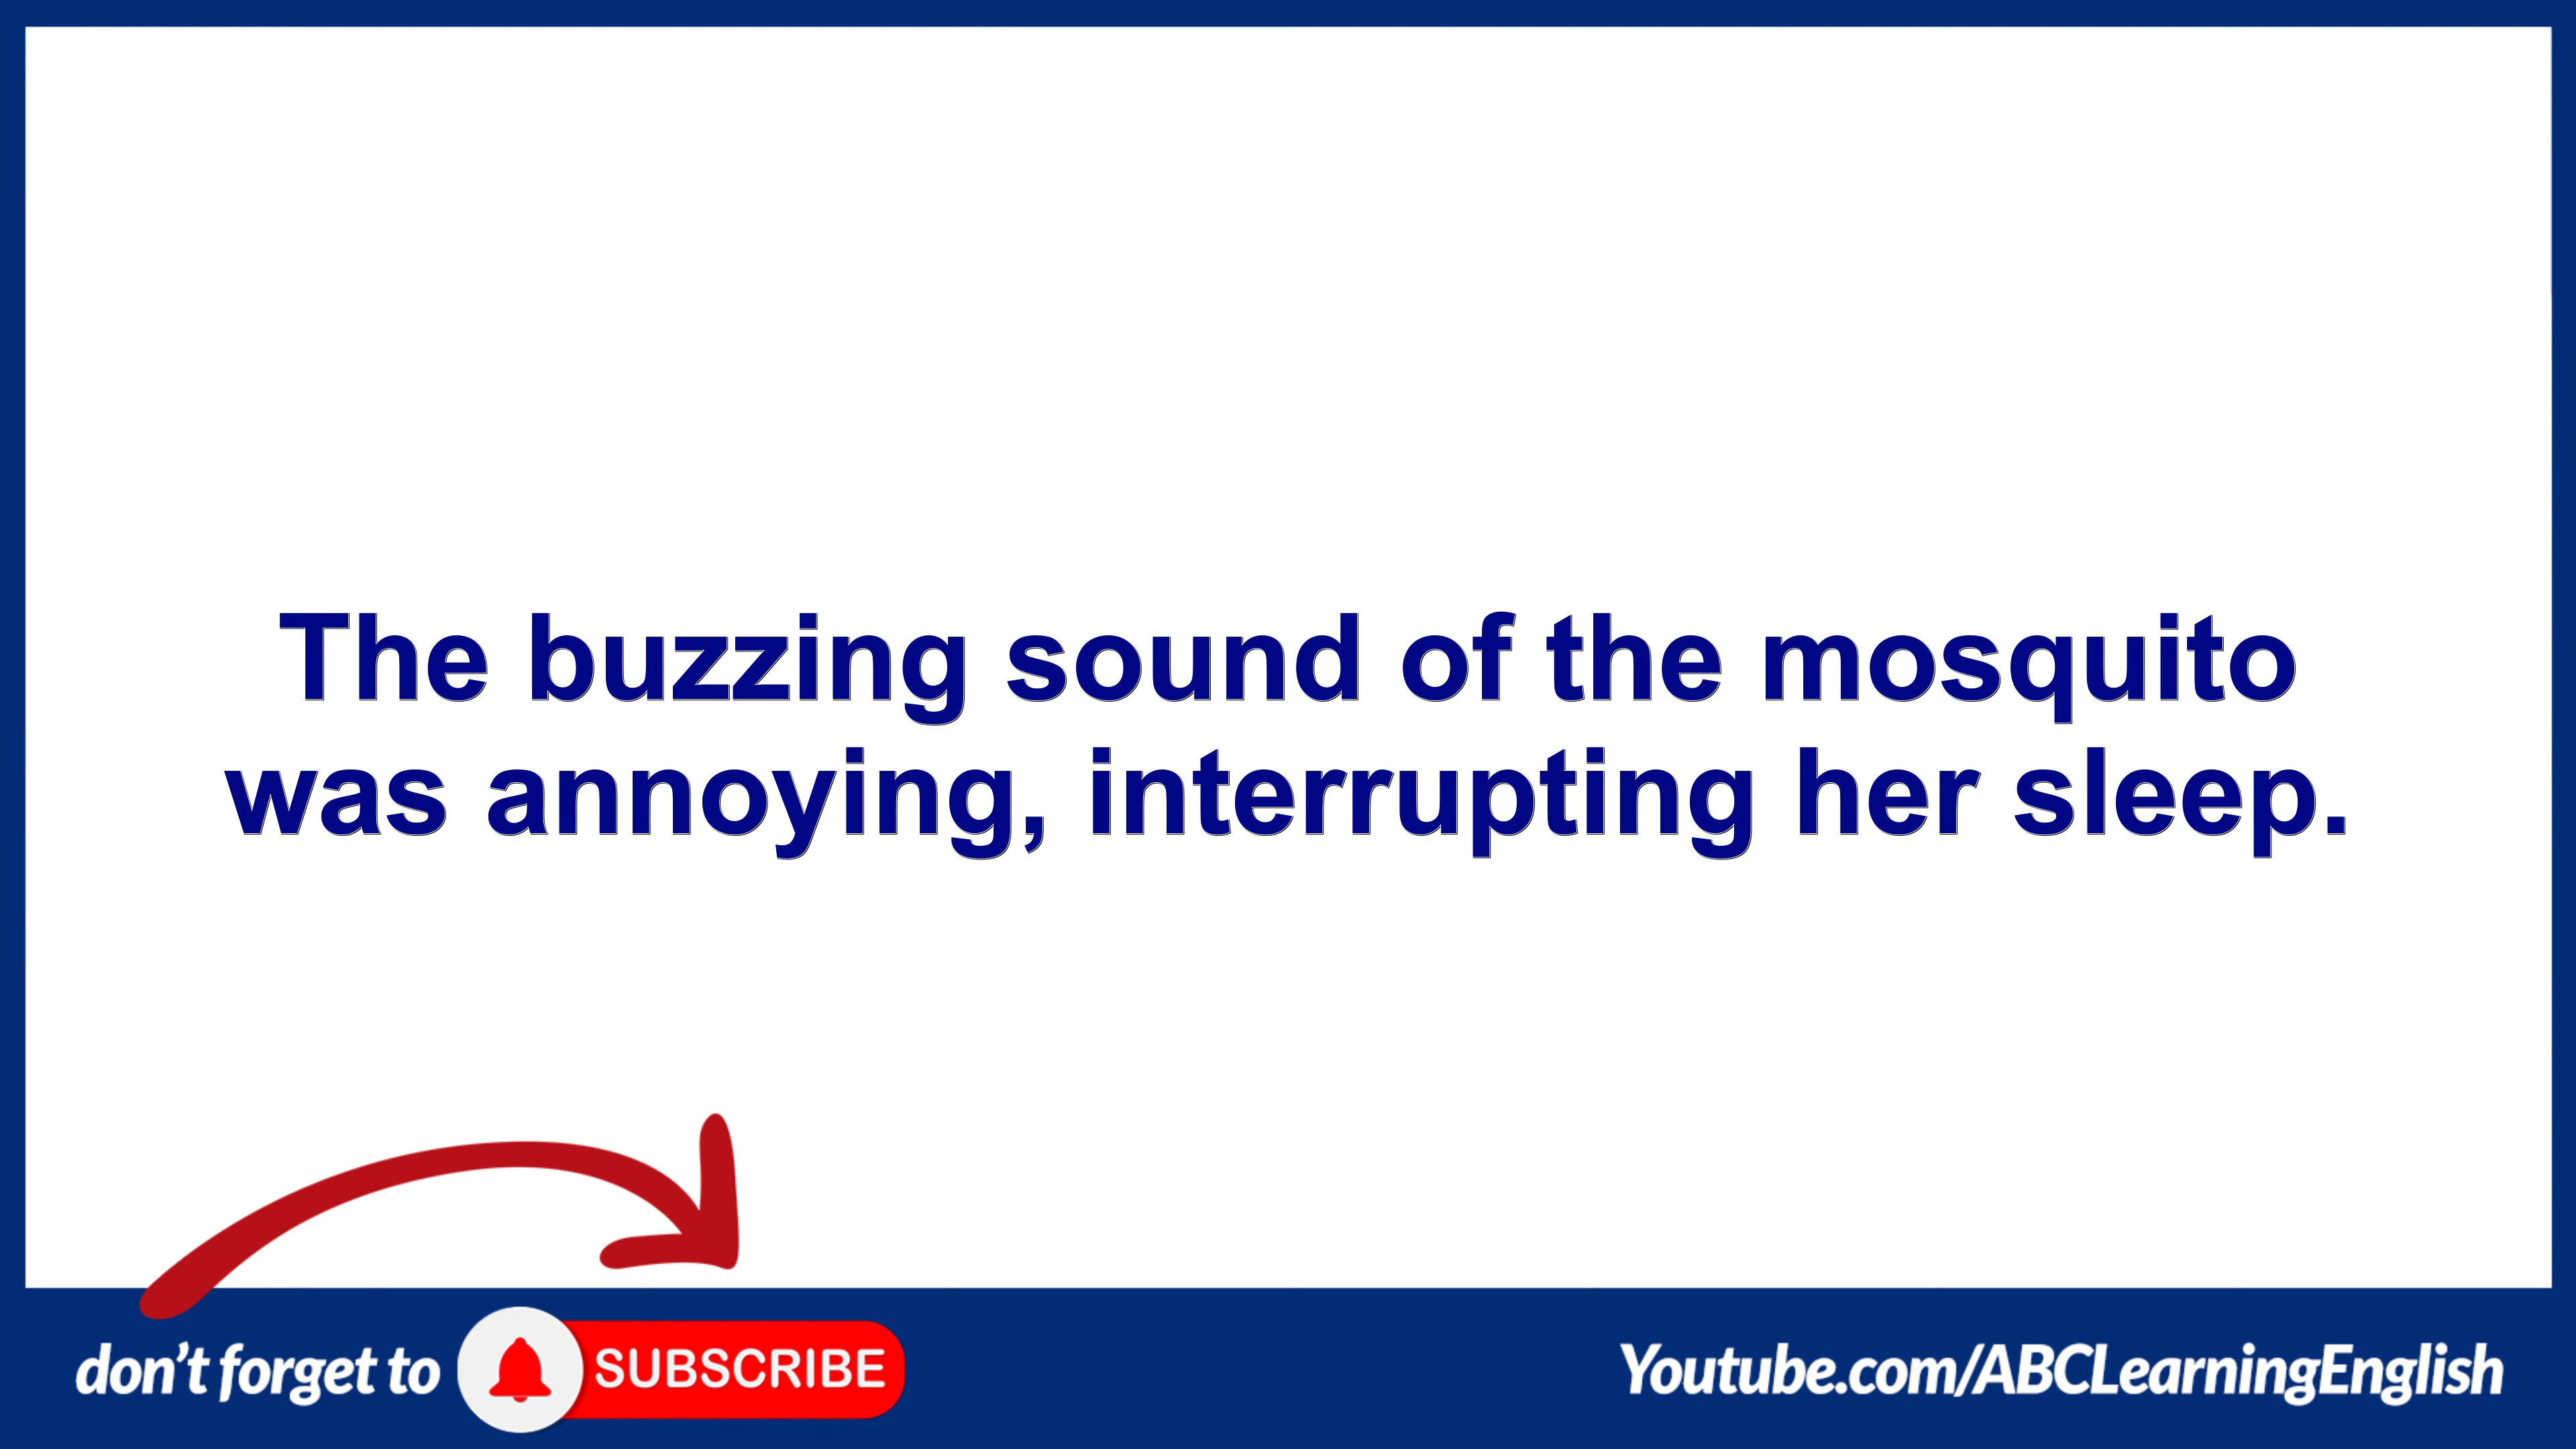 The buzzing sound of the mosquito
was annoying, interrupting her sleep.
don't forget to SUBSCRIBE
Youtube.com/ABCLearningEnglish